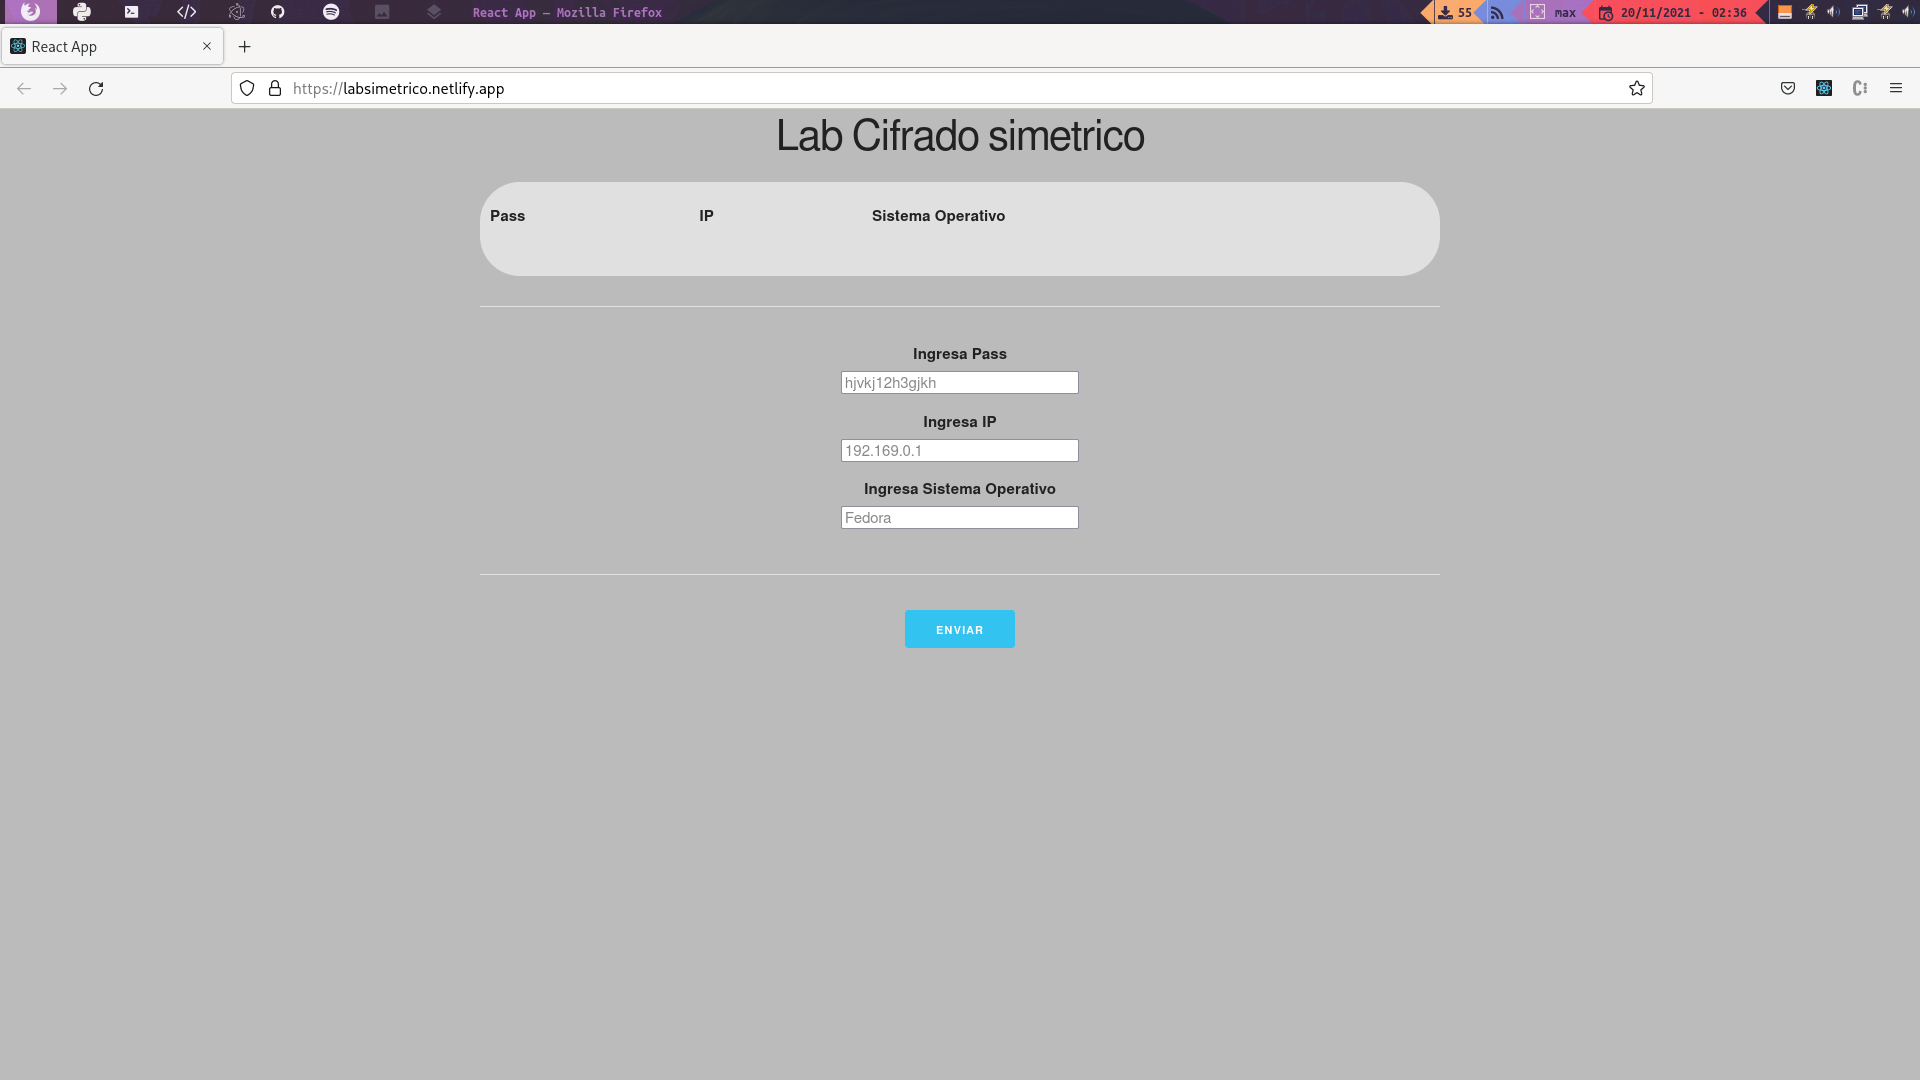 React App — Mozilla Firefox
55
max
20/11/2021 - 02:36
React App
https://labsimetrico.netlify.app
Lab Cifrado simetrico
Pass IP Sistema Operativo
Ingresa Pass
hjvkj12h3gjkh
Ingresa IP
192.169.0.1
Ingresa Sistema Operativo
Fedora
ENVIAR